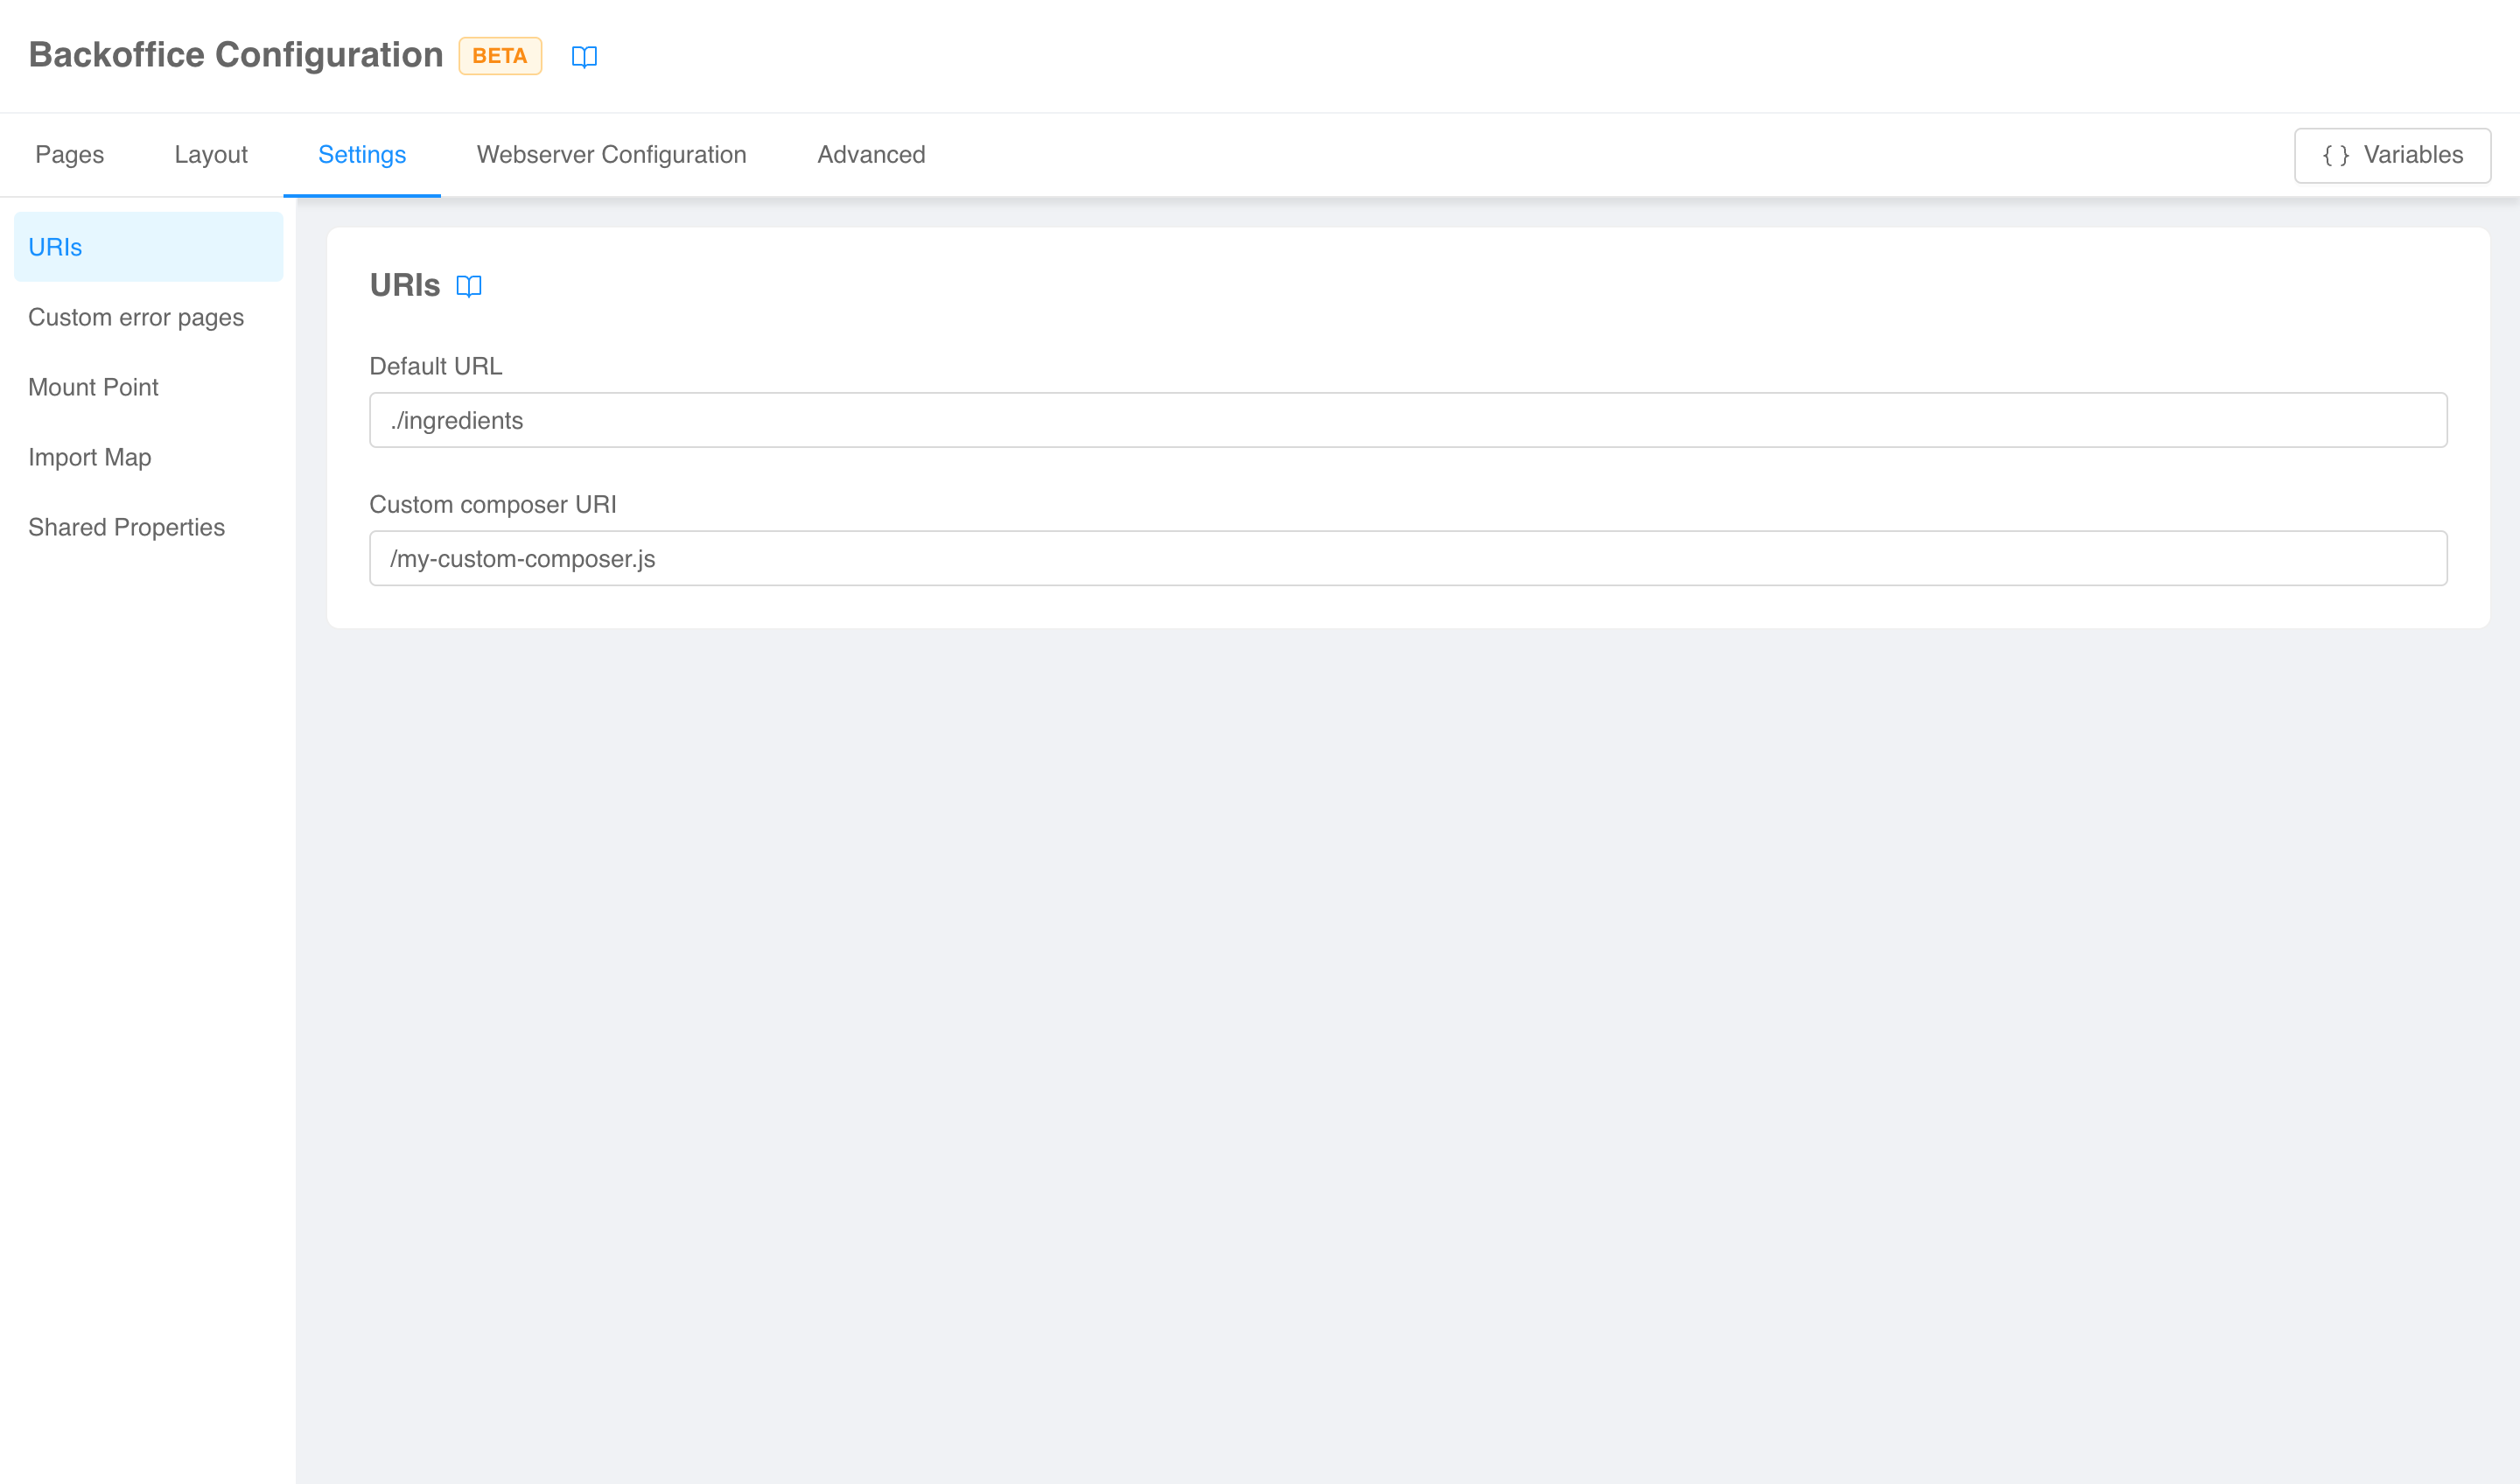 Backoffice Configuration BETA
Pages Layout Settings Webserver Configuration Advanced { } Variables
URIs
Custom error pages
Mount Point
Import Map
Shared Properties
URIs
Default URL
./ingredients
Custom composer URI
/my-custom-composer.js